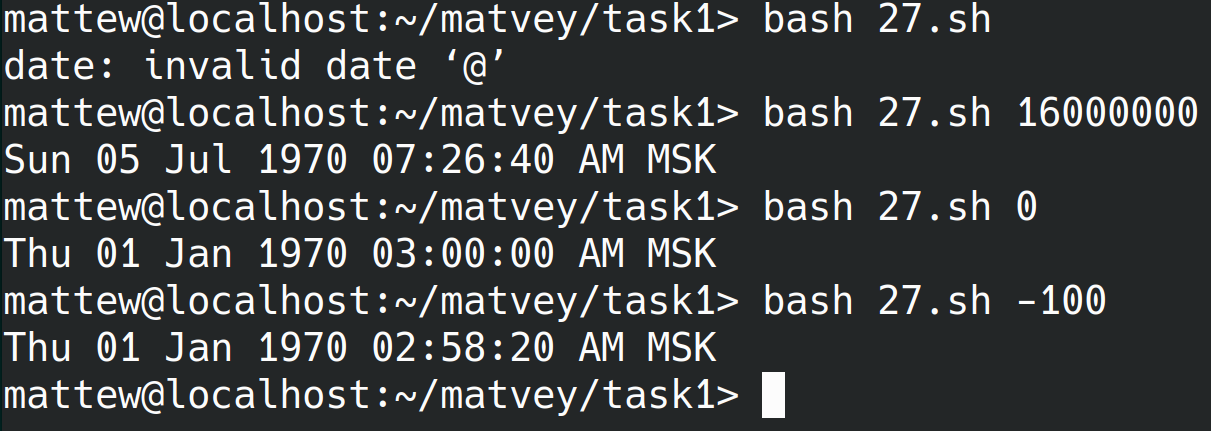 mattew@localhost:~/matvey/task1> bash 27.sh
date: invalid date ‘@’
mattew@localhost:~/matvey/task1> bash 27.sh 16000000
Sun 05 Jul 1970 07:26:40 AM MSK
mattew@localhost:~/matvey/task1> bash 27.sh 0
Thu 01 Jan 1970 03:00:00 AM MSK
mattew@localhost:~/matvey/task1> bash 27.sh -100
Thu 01 Jan 1970 02:58:20 AM MSK
mattew@localhost:~/matvey/task1>